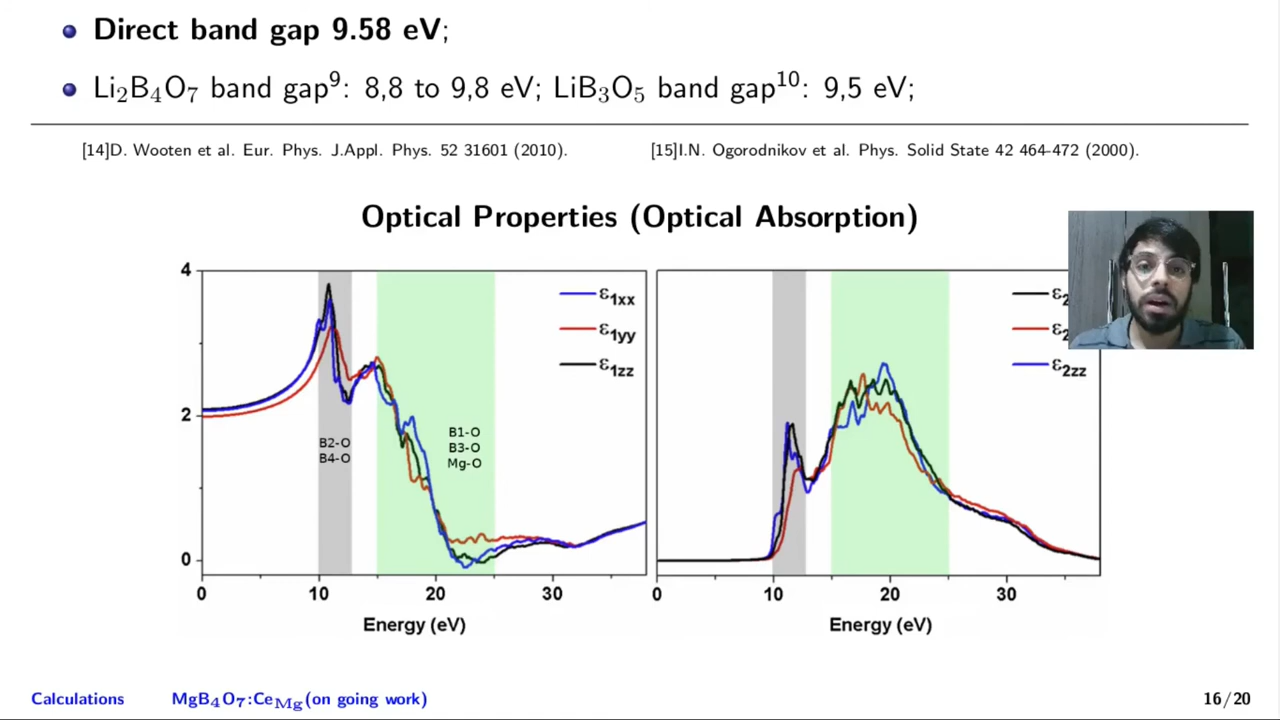 Direct band gap 9.58 eV;
Li₂B₄O₇ band gap⁹: 8,8 to 9,8 eV; LiB₃O₅ band gap¹⁰: 9,5 eV;
[14]D. Wooten et al. Eur. Phys. J.Appl. Phys. 52 31601 (2010). [15]I.N. Ogorodnikov et al. Phys. Solid State 42 464-472 (2000).
Optical Properties (Optical Absorption)
4
2
0
ε1xx
ε1yy
ε1zz
B2-O
B4-O
B1-O
B3-O
Mg-O
0 10 20 30
Energy (eV)
ε2
ε2
ε2zz
0 10 20 30
Energy (eV)
Calculations MgB₄O₇:CeMg(on going work) 16/20